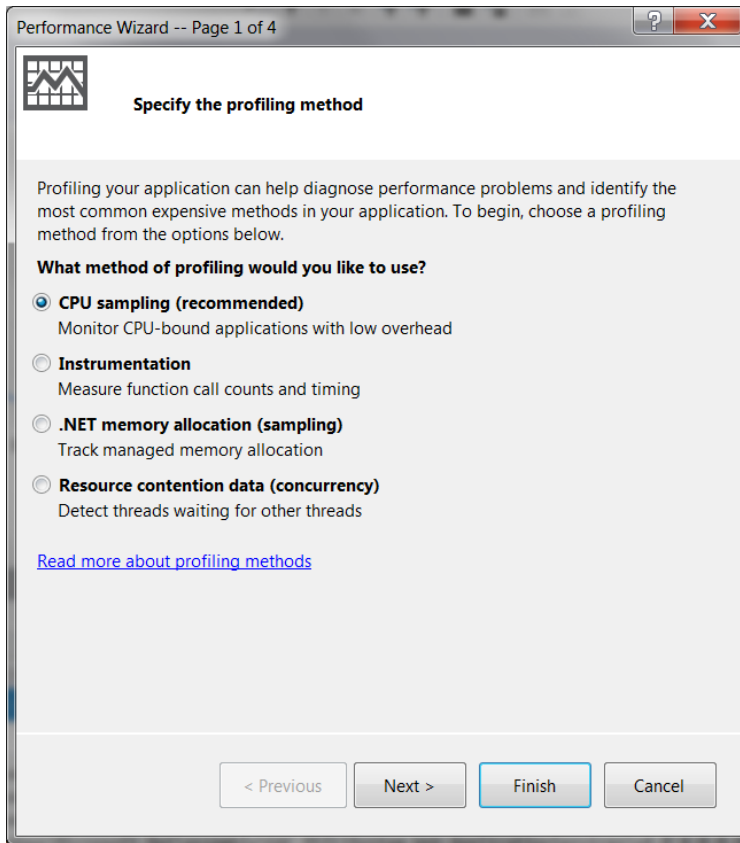 Performance Wizard -- Page 1 of 4
?
X
Specify the profiling method
Profiling your application can help diagnose performance problems and identify the
most common expensive methods in your application. To begin, choose a profiling
method from the options below.
What method of profiling would you like to use?
CPU sampling (recommended)
Monitor CPU-bound applications with low overhead
Instrumentation
Measure function call counts and timing
.NET memory allocation (sampling)
Track managed memory allocation
Resource contention data (concurrency)
Detect threads waiting for other threads
Read more about profiling methods
< Previous
Next >
Finish
Cancel